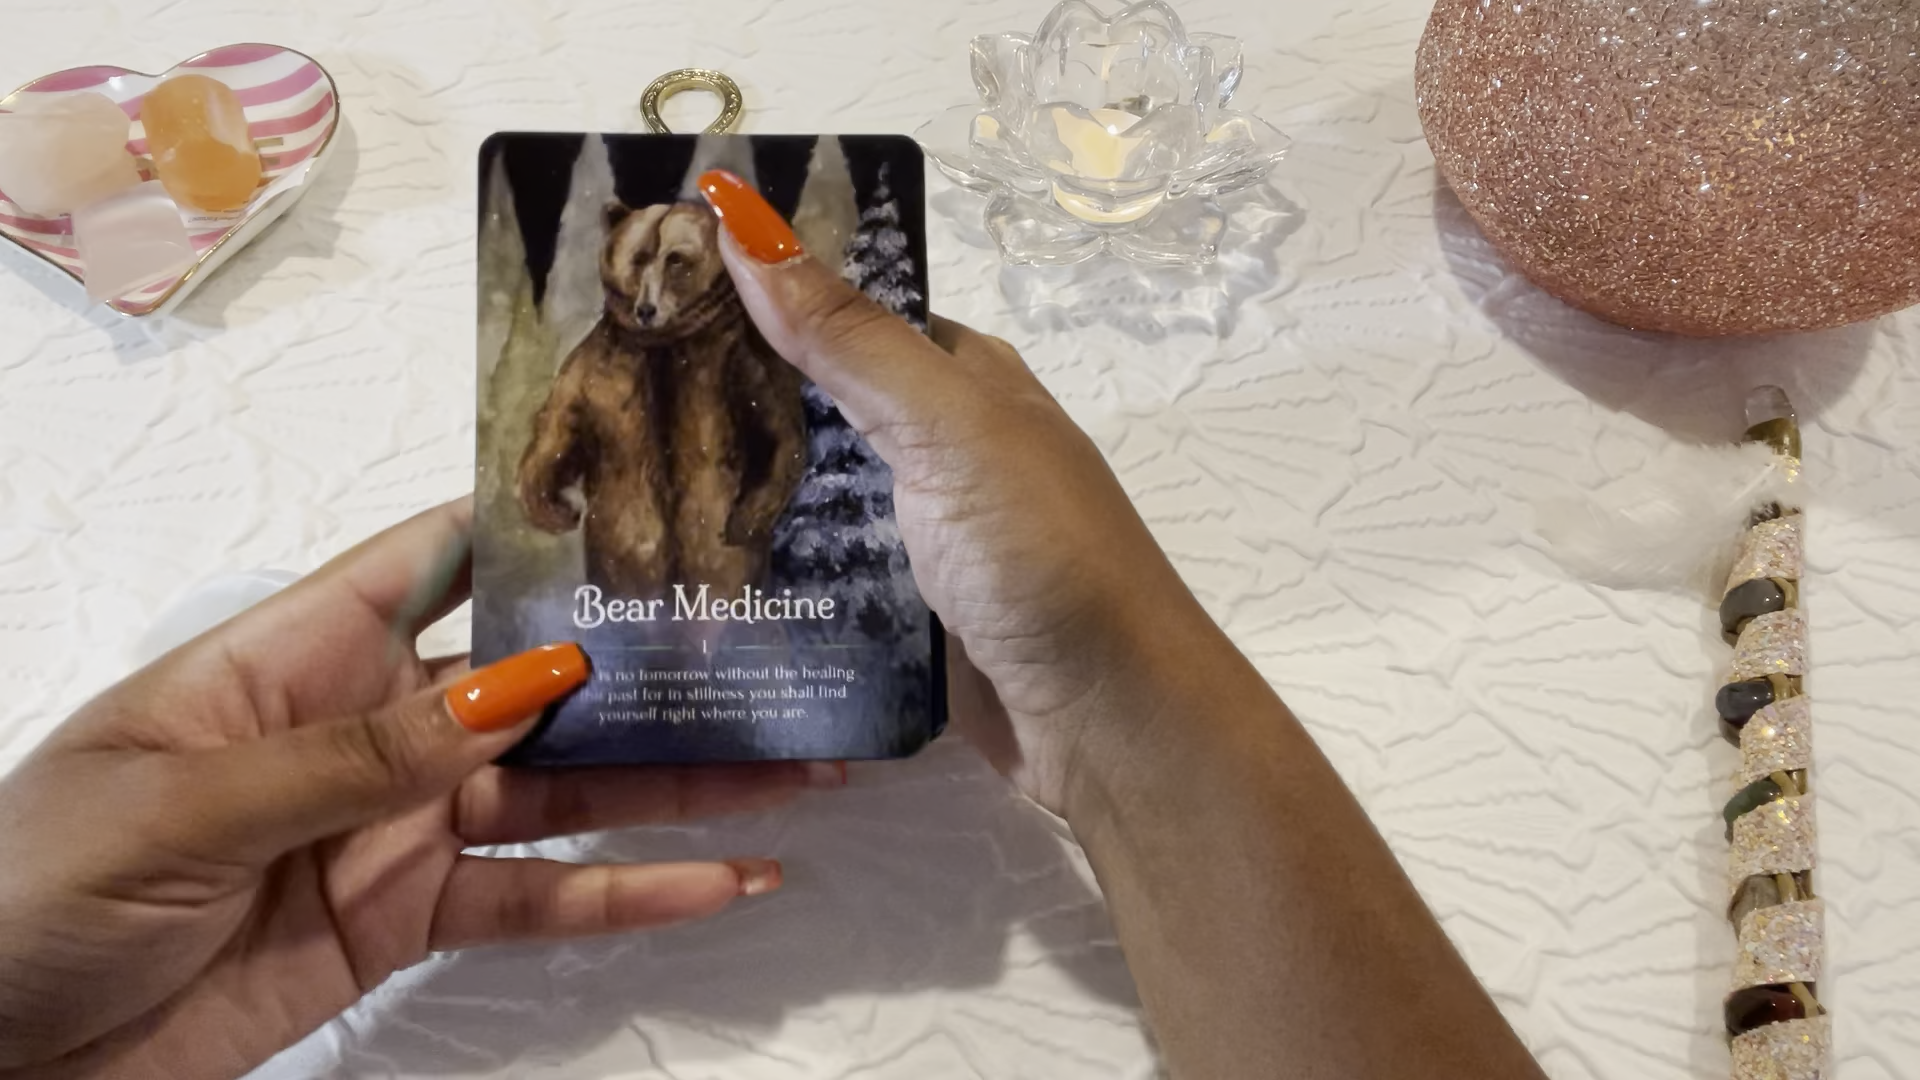 Bear Medicine
1
is no tomorrow without the healing
past for in stillness you shall find
yourself right where you are.